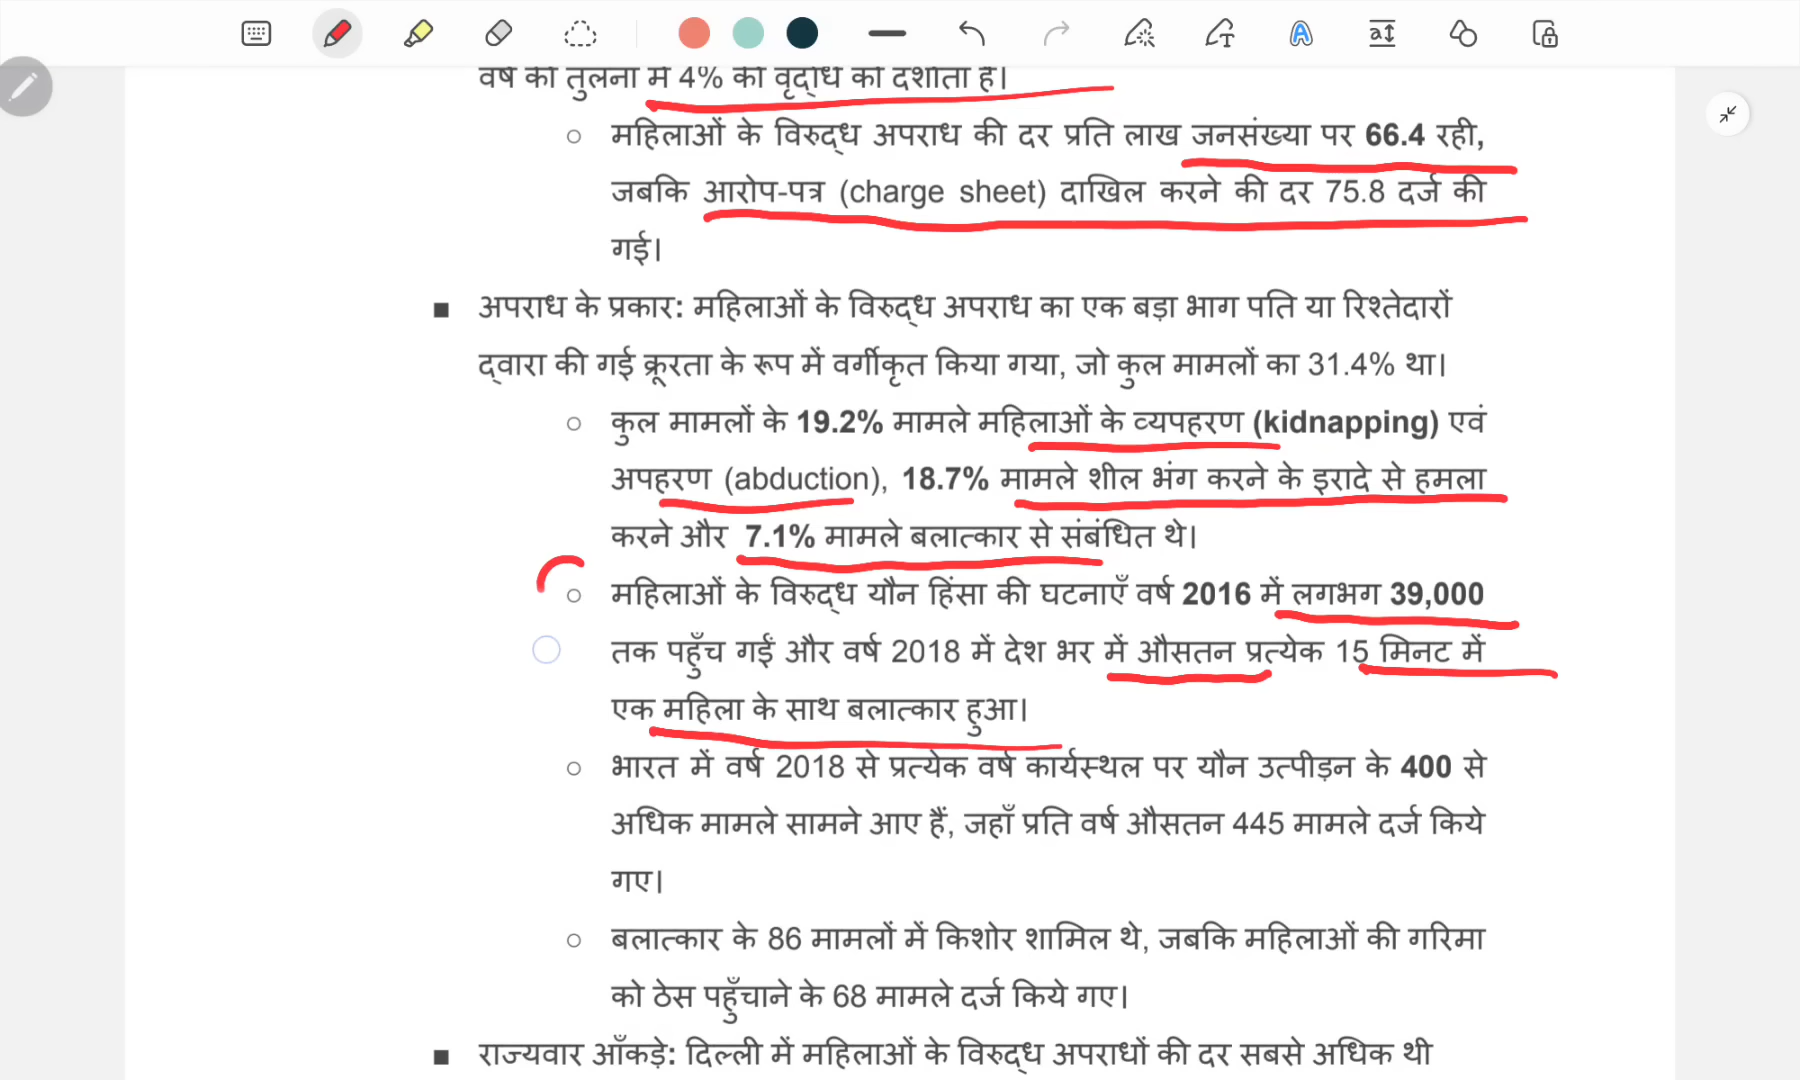 वर्ष की तुलना में 4% की वृद्धि को दर्शाता है।
महिलाओं के विरुद्ध अपराध की दर प्रति लाख जनसंख्या पर 66.4 रही,
जबकि आरोप-पत्र (charge sheet) दाखिल करने की दर 75.8 दर्ज की
गई।
अपराध के प्रकार: महिलाओं के विरुद्ध अपराध का एक बड़ा भाग पति या रिश्तेदारों
द्वारा की गई क्रूरता के रूप में वर्गीकृत किया गया, जो कुल मामलों का 31.4% था।
कुल मामलों के 19.2% मामले महिलाओं के व्यपहरण (kidnapping) एवं
अपहरण (abduction), 18.7% मामले शील भंग करने के इरादे से हमला
करने और 7.1% मामले बलात्कार से संबंधित थे।
महिलाओं के विरुद्ध यौन हिंसा की घटनाएँ वर्ष 2016 में लगभग 39,000
तक पहुँच गईं और वर्ष 2018 में देश भर में औसतन प्रत्येक 15 मिनट में
एक महिला के साथ बलात्कार हुआ।
भारत में वर्ष 2018 से प्रत्येक वर्ष कार्यस्थल पर यौन उत्पीड़न के 400 से
अधिक मामले सामने आए हैं, जहाँ प्रति वर्ष औसतन 445 मामले दर्ज किये
गए।
बलात्कार के 86 मामलों में किशोर शामिल थे, जबकि महिलाओं की गरिमा
को ठेस पहुँचाने के 68 मामले दर्ज किये गए।
राज्यवार आँकड़े: दिल्ली में महिलाओं के विरुद्ध अपराधों की दर सबसे अधिक थी